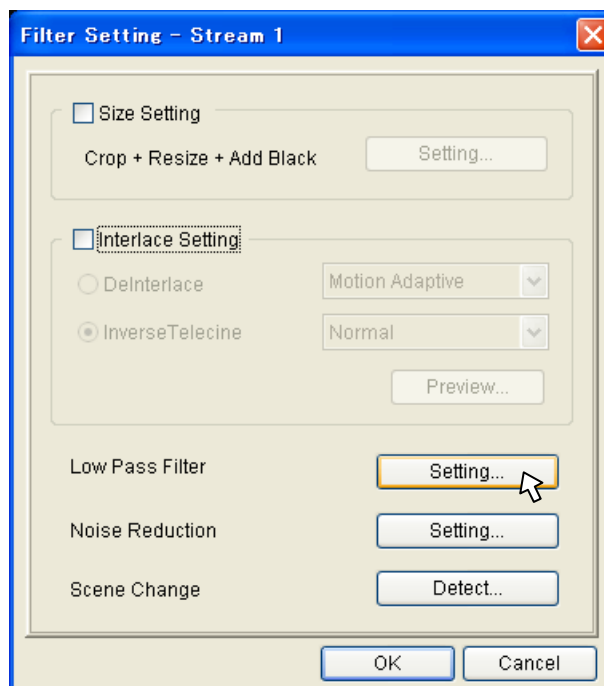 Filter Setting - Stream 1
Size Setting
Crop + Resize + Add Black Setting...
Interlace Setting
DeInterlace Motion Adaptive
InverseTelecine Normal
Preview...
Low Pass Filter Setting...
Noise Reduction Setting...
Scene Change Detect...
OK Cancel